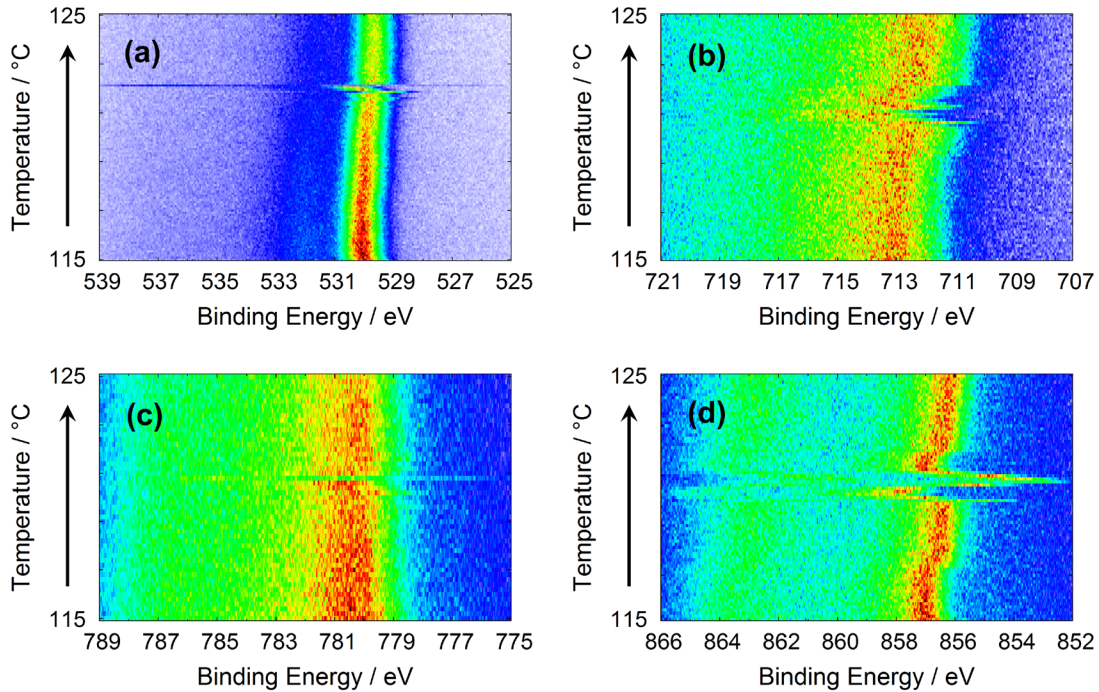 125
(a)
Temperature / °C
115
539 537 535 533 531 529 527 525
Binding Energy / eV
125
(b)
Temperature / °C
115
721 719 717 715 713 711 709 707
Binding Energy / eV
125
(c)
Temperature / °C
115
789 787 785 783 781 779 777 775
Binding Energy / eV
125
(d)
Temperature / °C
115
866 864 862 860 858 856 854 852
Binding Energy / eV